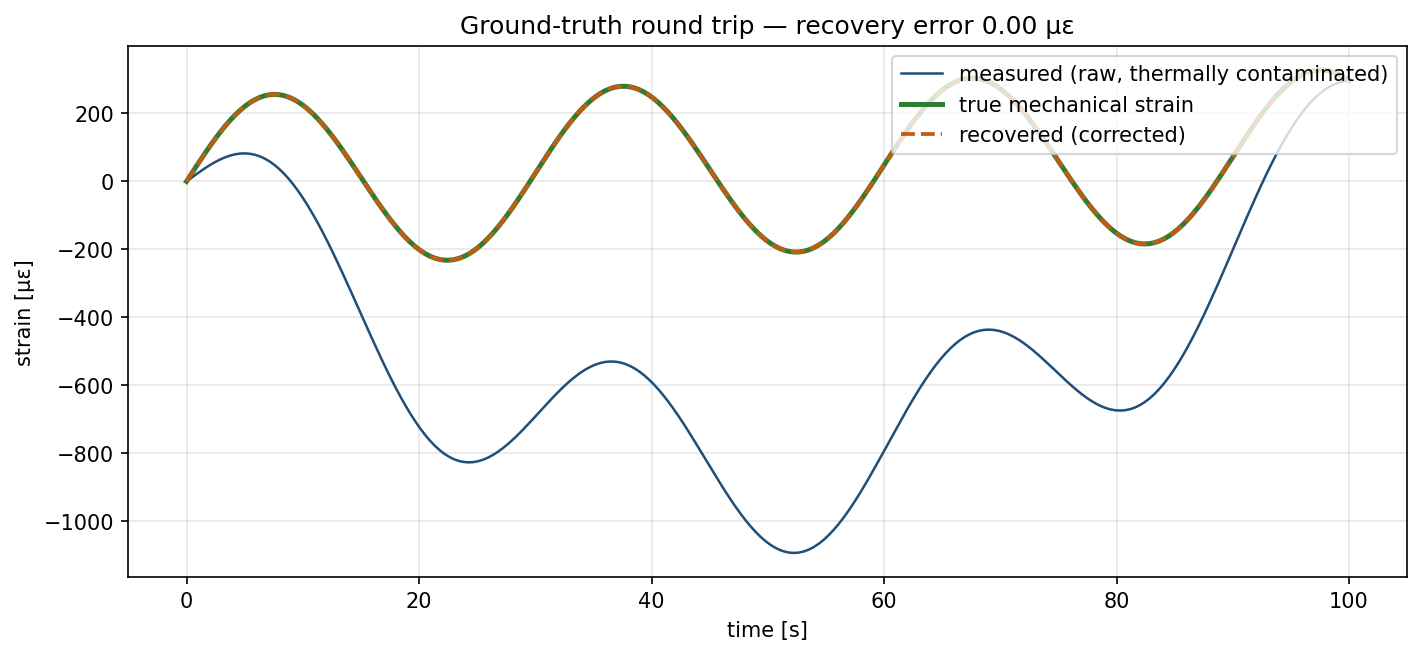 Ground-truth round trip — recovery error 0.00 µε
measured (raw, thermally contaminated)
true mechanical strain
recovered (corrected)
strain [µε]
200
0
−200
−400
−600
−800
−1000
0
20
40
60
80
100
time [s]